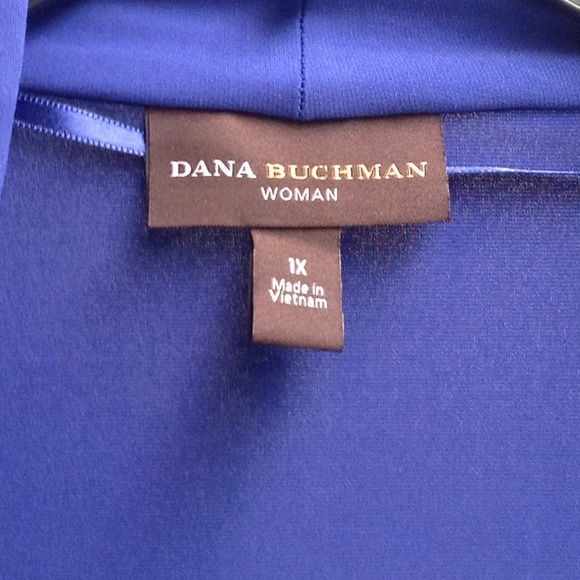 DANA BUCHMAN
WOMAN
1X
Made in
Vietnam